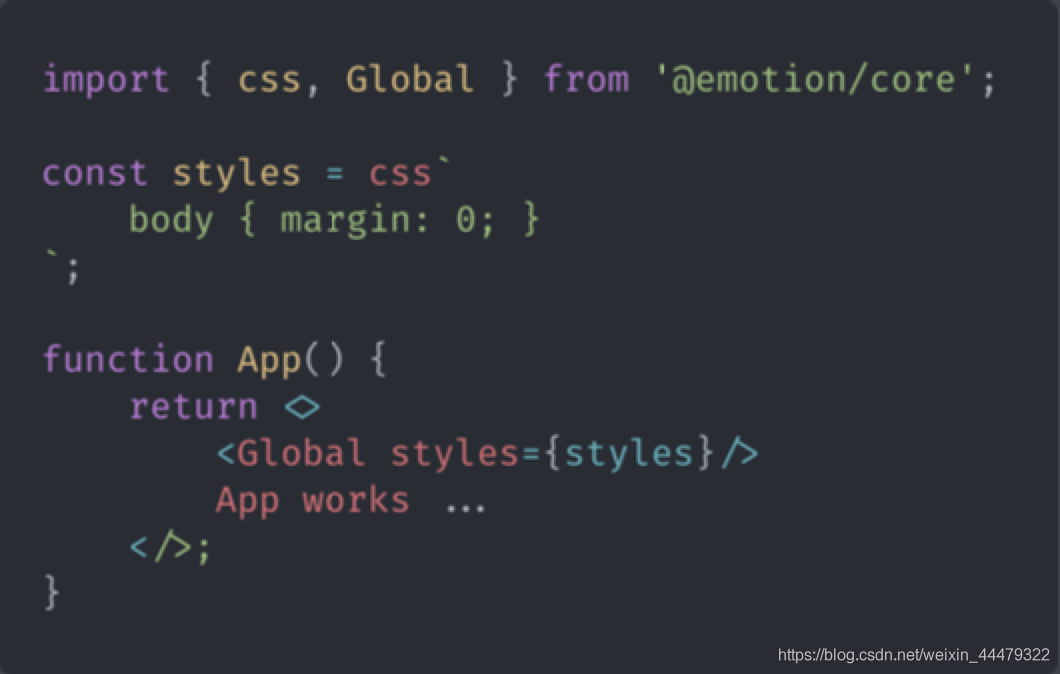 import { css, Global } from '@emotion/core';
const styles = css`
body { margin: 0; }
`;
function App() {
return <>
<Global styles={styles}/>
App works ...
</>;
}
https://blog.csdn.net/weixin_44479322